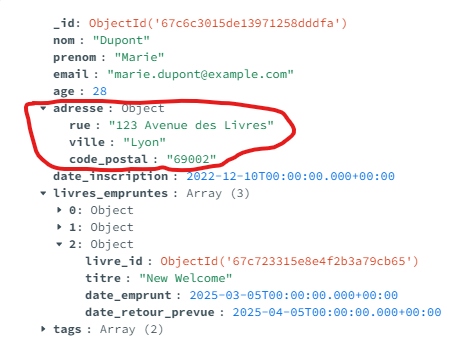 _id: ObjectId('67c6c3015de13971258dddfa')
nom : "Dupont"
prenom : "Marie"
email : "marie.dupont@example.com"
age : 28
adresse : Object
rue : "123 Avenue des Livres"
ville : "Lyon"
code_postal : "69002"
date_inscription : 2022-12-10T00:00:00.000+00:00
livres_empruntes : Array (3)
0: Object
1: Object
2: Object
livre_id : ObjectId('67c723315e8e4f2b3a79cb65')
titre : "New Welcome"
date_emprunt : 2025-03-05T00:00:00.000+00:00
date_retour_prevue : 2025-04-05T00:00:00.000+00:00
tags : Array (2)